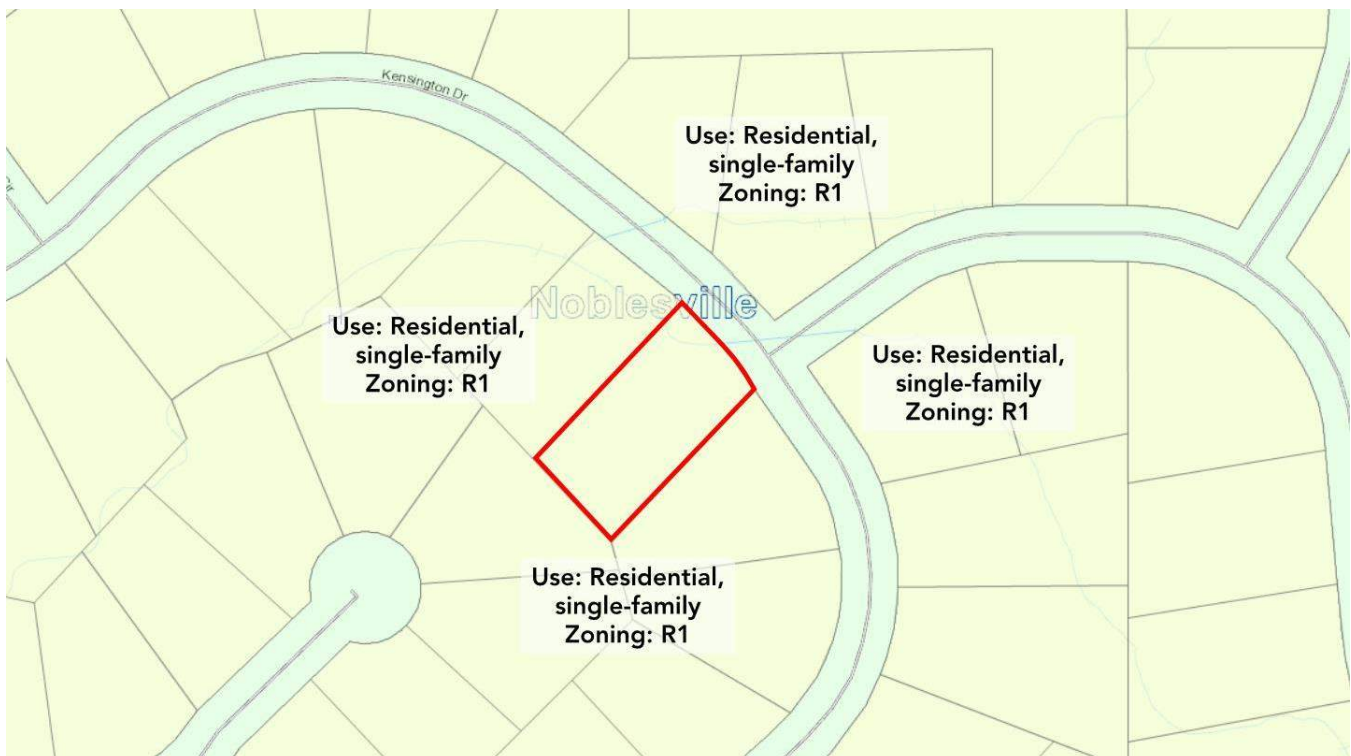 Kensington Dr
Use: Residential,
single-family
Zoning: R1
Cir
Noblesville
Use: Residential,
single-family
Zoning: R1
Use: Residential,
single-family
Zoning: R1
Use: Residential,
single-family
Zoning: R1